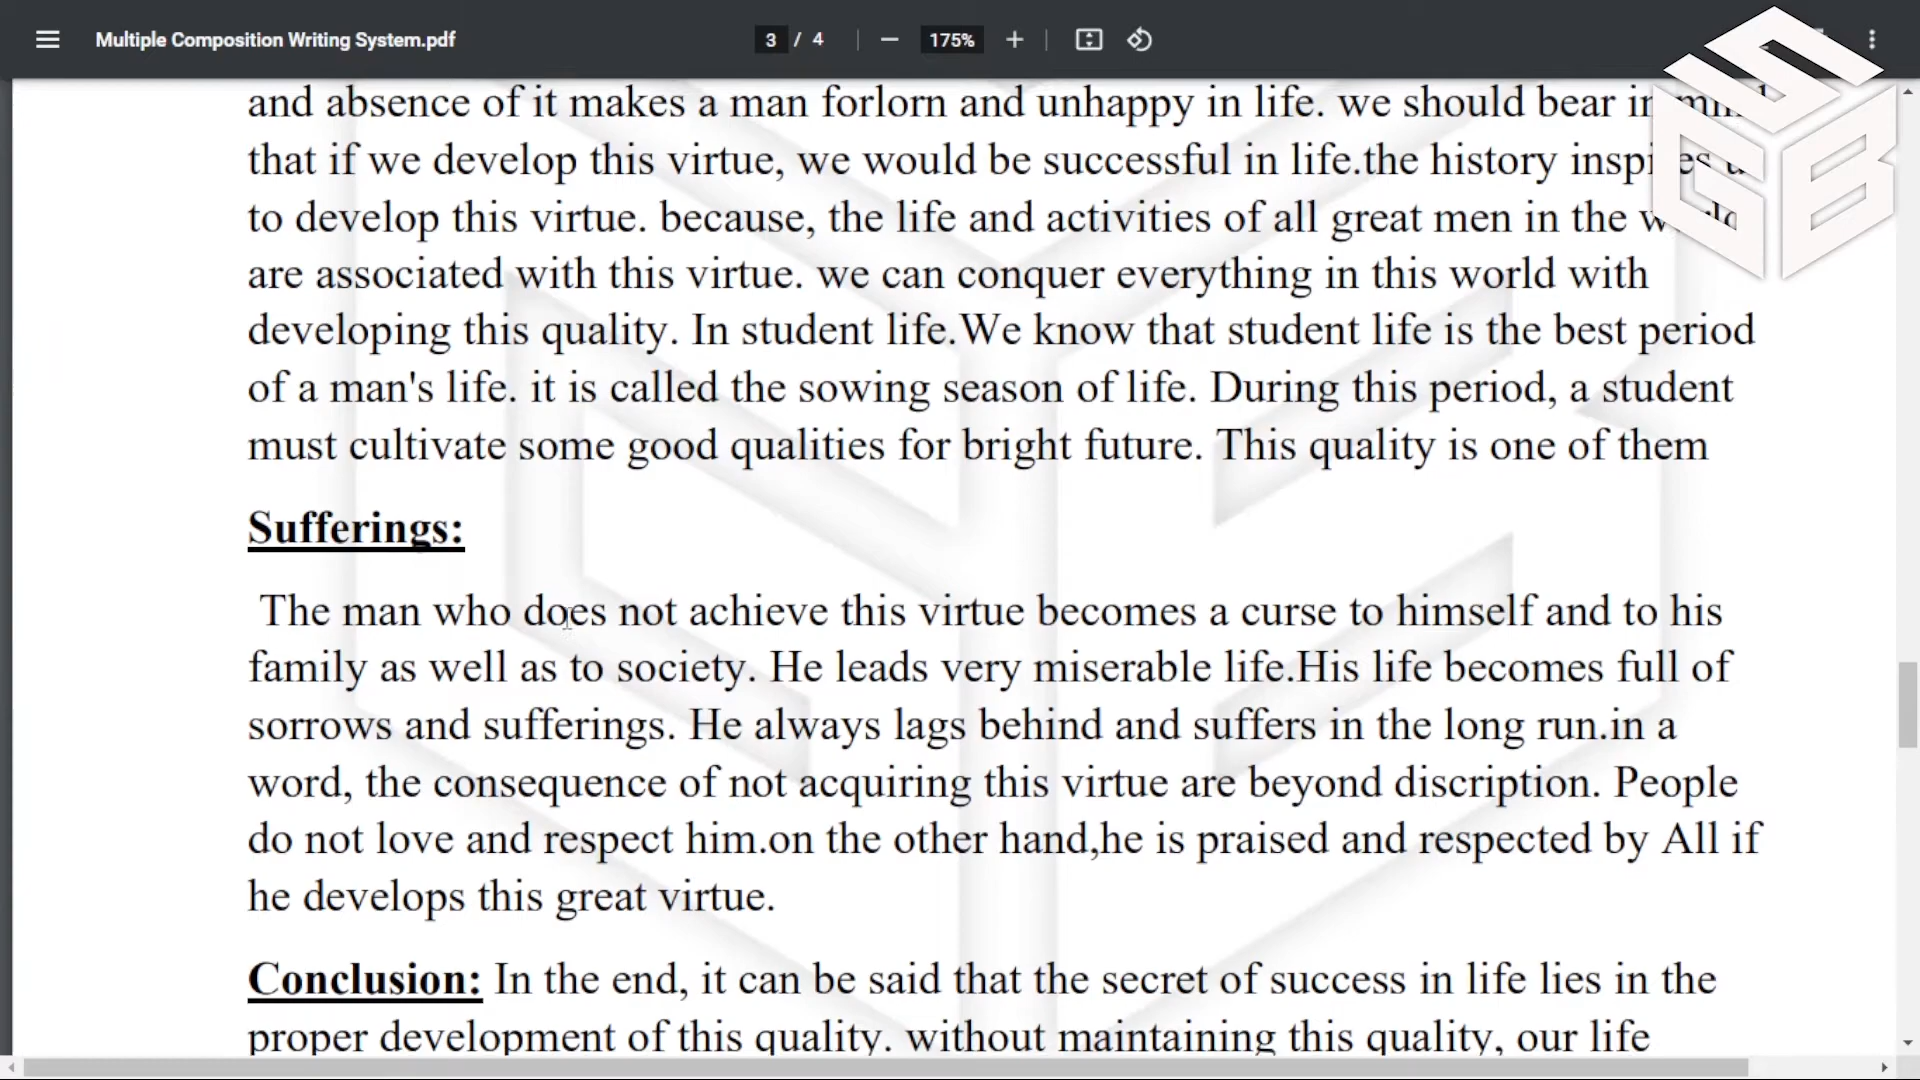 Multiple Composition Writing System.pdf 3 / 4 175%
SGB
and absence of it makes a man forlorn and unhappy in life. we should bear in
that if we develop this virtue, we would be successful in life.the history inspires
to develop this virtue. because, the life and activities of all great men in the
are associated with this virtue. we can conquer everything in this world with
developing this quality. In student life.We know that student life is the best period
of a man's life. it is called the sowing season of life. During this period, a student
must cultivate some good qualities for bright future. This quality is one of them
Sufferings:
The man who does not achieve this virtue becomes a curse to himself and to his
family as well as to society. He leads very miserable life.His life becomes full of
sorrows and sufferings. He always lags behind and suffers in the long run.in a
word, the consequence of not acquiring this virtue are beyond discription. People
do not love and respect him.on the other hand,he is praised and respected by All if
he develops this great virtue.
Conclusion: In the end, it can be said that the secret of success in life lies in the
proper development of this quality. without maintaining this quality, our life